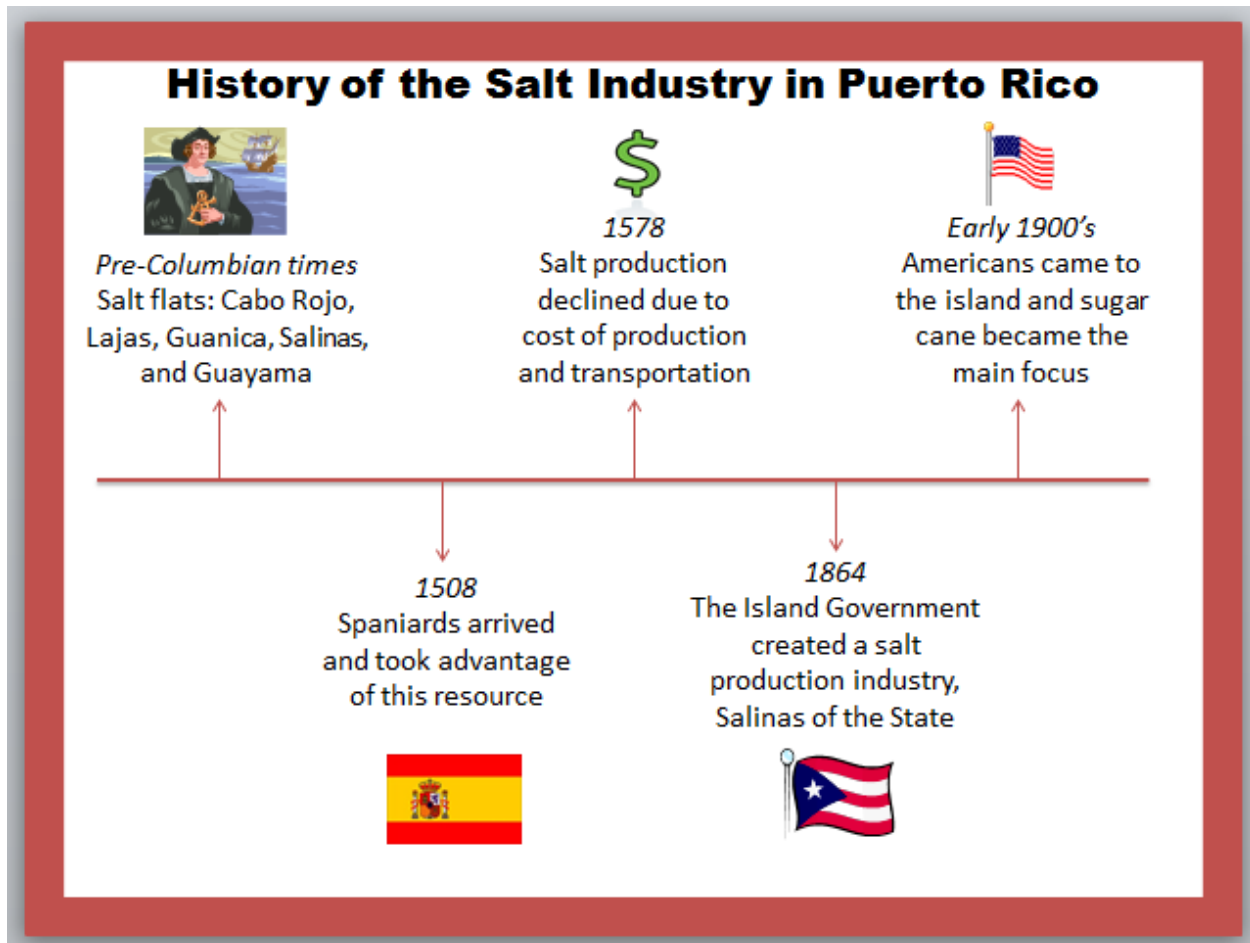 History of the Salt Industry in Puerto Rico
Pre-Columbian times
Salt flats: Cabo Rojo,
Lajas, Guanica, Salinas,
and Guayama
1508
Spaniards arrived
and took advantage
of this resource
$
1578
Salt production
declined due to
cost of production
and transportation
1864
The Island Government
created a salt
production industry,
Salinas of the State
Early 1900’s
Americans came to
the island and sugar
cane became the
main focus